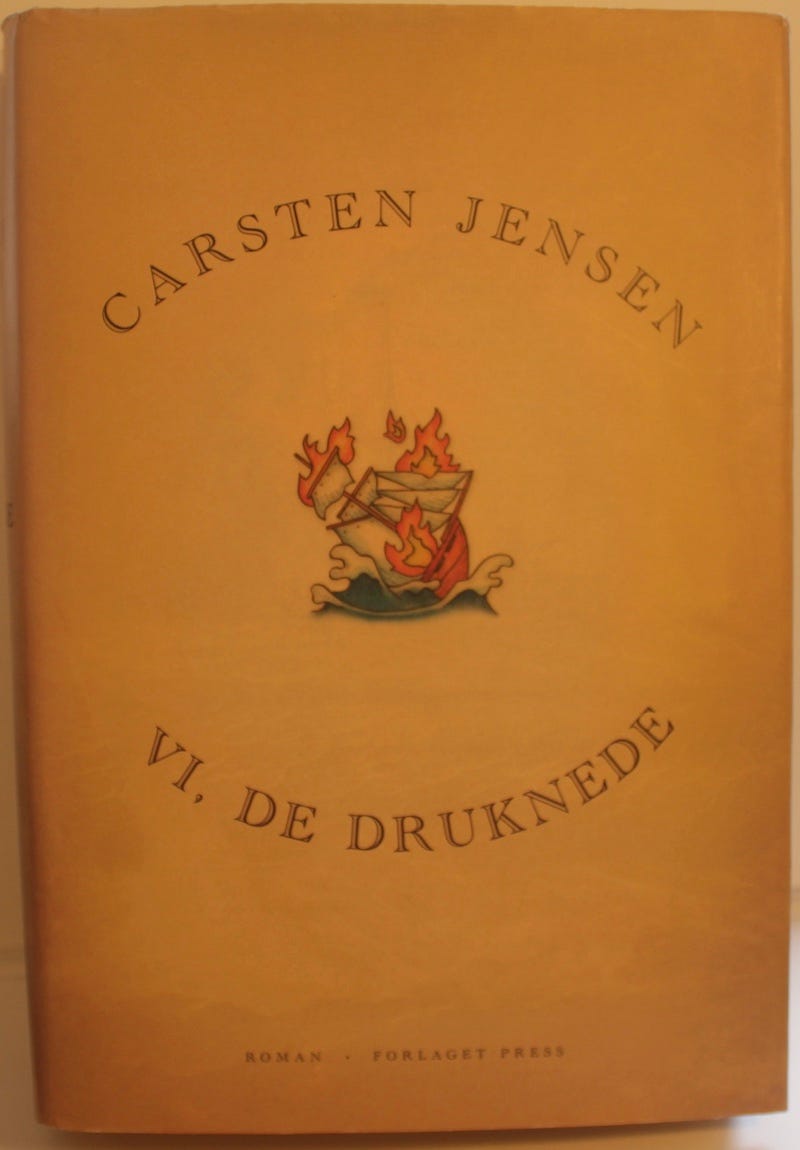 CARSTEN JENSEN
VI, DE DRUKNEDE
ROMAN · FORLAGET PRESS